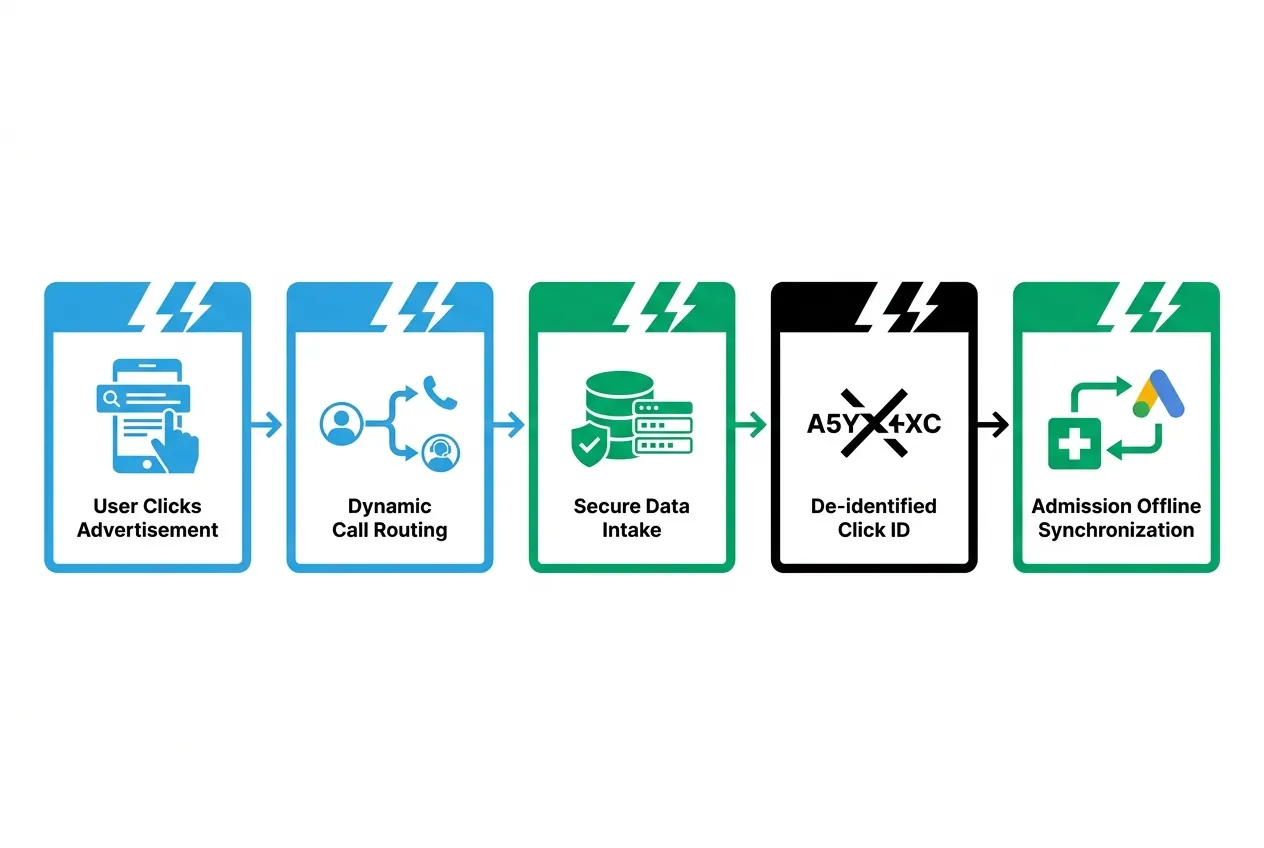 User Clicks
Advertisement
Dynamic
Call Routing
Secure Data
Intake
De-identified
Click ID
Admission Offline
Synchronization